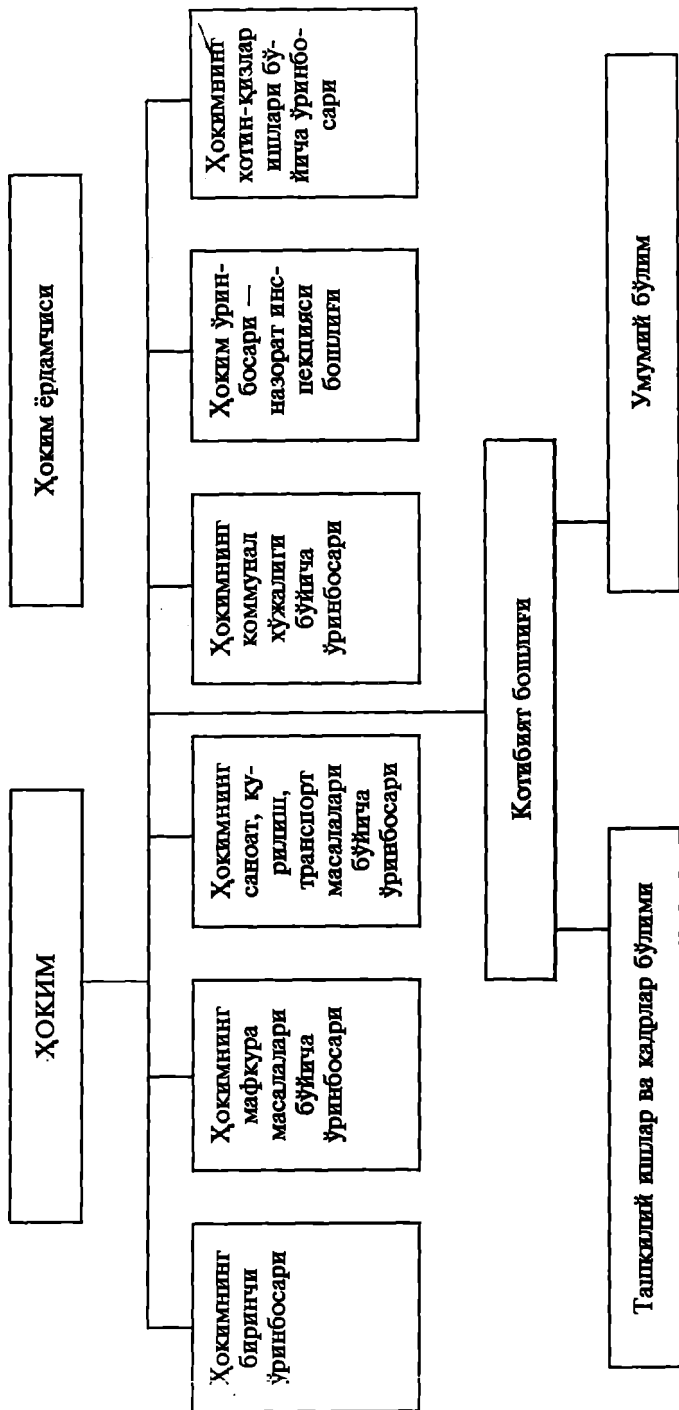 ҲОКИМ
Ҳоким ёрдамчиси
Ҳокимнинг
биринчи
ўринбосари
Ҳокимнинг
мафкура
масалалари
бўйича
ўринбосари
Ҳокимнинг
саноат, қу-
рилиш,
транспорт
масалалари
бўйича
ўринбосари
Ҳокимнинг
коммунал
хўжалиги
бўйича
ўринбосари
Ҳоким ўрин-
босари —
назорат инс-
пекцияси
бошлиғи
Ҳокимнинг
хотин-қизлар
ишлари бў-
йича ўринбо-
сари
Котибият бошлиғи
Ташкилий ишлар ва кадрлар бўлими
Умумий бўлим